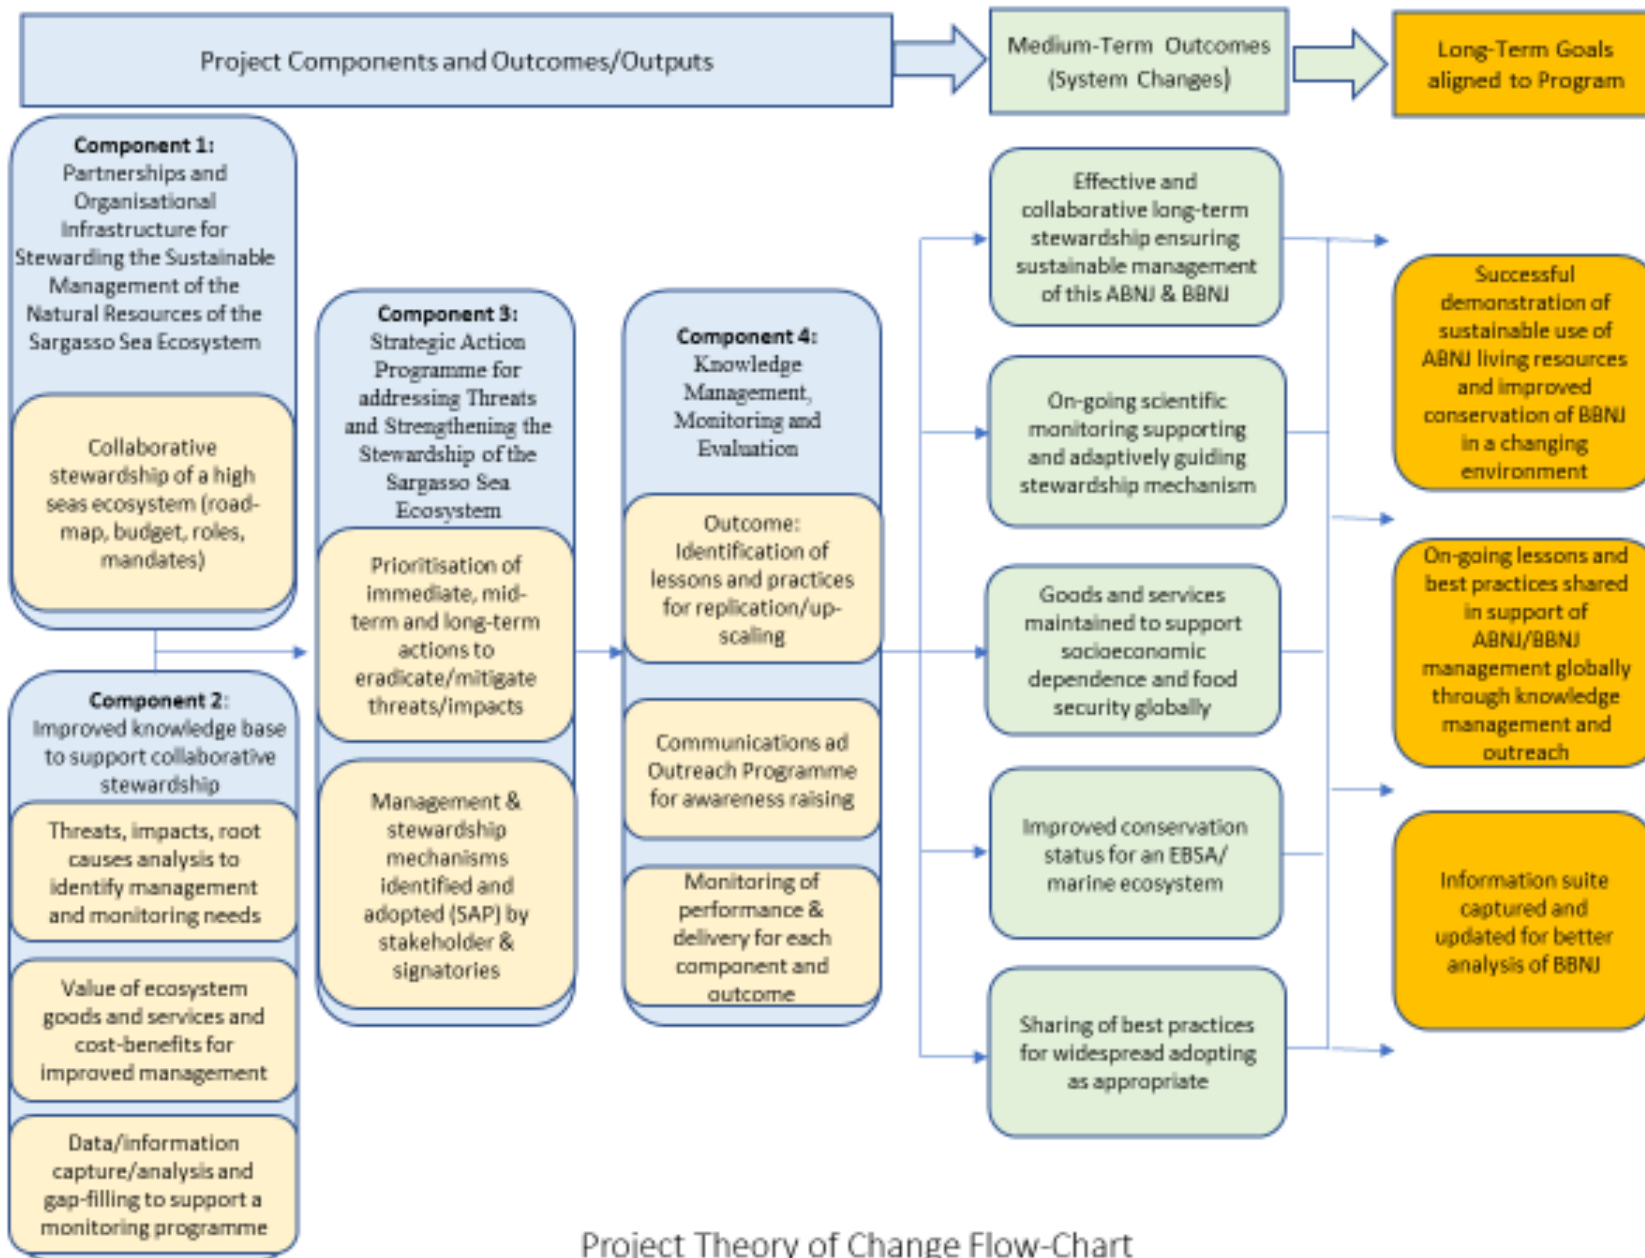 Project Components and Outcomes/Outputs
Medium-Term Outcomes
(System Changes)
Long-Term Goals
aligned to Program
Component 1:
Partnerships and
Organisational
Infrastructure for
Stewarding the Sustainable
Management of the
Natural Resources of the
Sargasso Sea Ecosystem
Collaborative
stewardship of a high
seas ecosystem (road-
map, budget, roles,
mandates)
Component 2:
Improved knowledge base
to support collaborative
stewardship
Threats, impacts, root
causes analysis to
identify management
and monitoring needs
Value of ecosystem
goods and services and
cost-benefits for
improved management
Data/information
capture/analysis and
gap-filling to support a
monitoring programme
Component 3:
Strategic Action
Programme for
addressing Threats
and Strengthening the
Stewardship of the
Sargasso Sea
Ecosystem
Prioritisation of
immediate, mid-
term and long-term
actions to
eradicate/mitigate
threats/impacts
Management &
stewardship
mechanisms
identified and
adopted (SAP) by
stakeholder &
signatories
Component 4:
Knowledge
Management,
Monitoring and
Evaluation
Outcome:
Identification of
lessons and practices
for replication/up-
scaling
Communications ad
Outreach Programme
for awareness raising
Monitoring of
performance &
delivery for each
component and
outcome
Effective and
collaborative long-term
stewardship ensuring
sustainable management
of this ABNJ & BBNJ
On-going scientific
monitoring supporting
and adaptively guiding
stewardship mechanism
Goods and services
maintained to support
socioeconomic
dependence and food
security globally
Improved conservation
status for an EBSA/
marine ecosystem
Sharing of best practices
for widespread adopting
as appropriate
Successful
demonstration of
sustainable use of
ABNJ living resources
and improved
conservation of BBNJ
in a changing
environment
On-going lessons and
best practices shared
in support of
ABNJ/BBNJ
management globally
through knowledge
management and
outreach
Information suite
captured and
updated for better
analysis of BBNJ
Project Theory of Change Flow-Chart